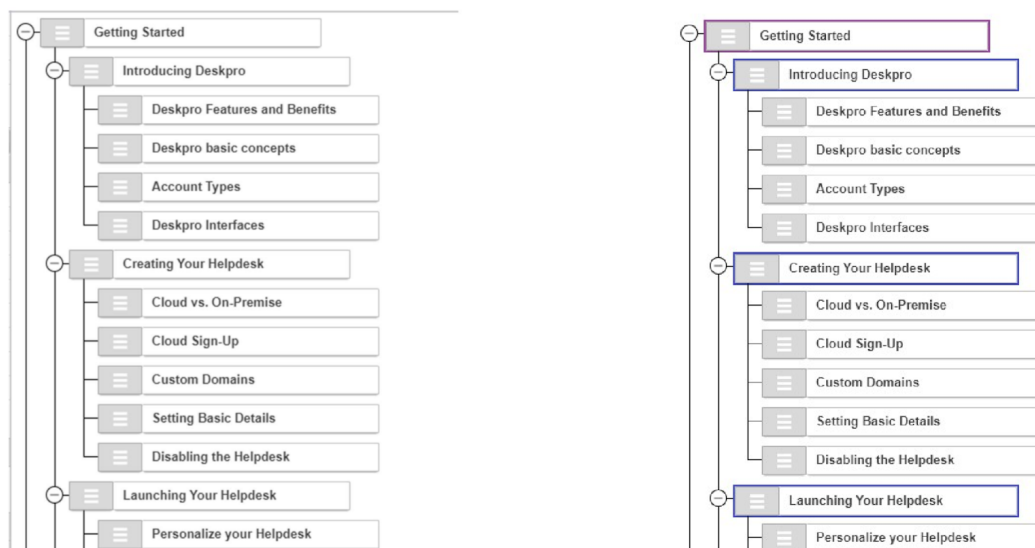 Getting Started
Introducing Deskpro
Deskpro Features and Benefits
Deskpro basic concepts
Account Types
Deskpro Interfaces
Creating Your Helpdesk
Cloud vs. On-Premise
Cloud Sign-Up
Custom Domains
Setting Basic Details
Disabling the Helpdesk
Launching Your Helpdesk
Personalize your Helpdesk
Getting Started
Introducing Deskpro
Deskpro Features and Benefits
Deskpro basic concepts
Account Types
Deskpro Interfaces
Creating Your Helpdesk
Cloud vs. On-Premise
Cloud Sign-Up
Custom Domains
Setting Basic Details
Disabling the Helpdesk
Launching Your Helpdesk
Personalize your Helpdesk